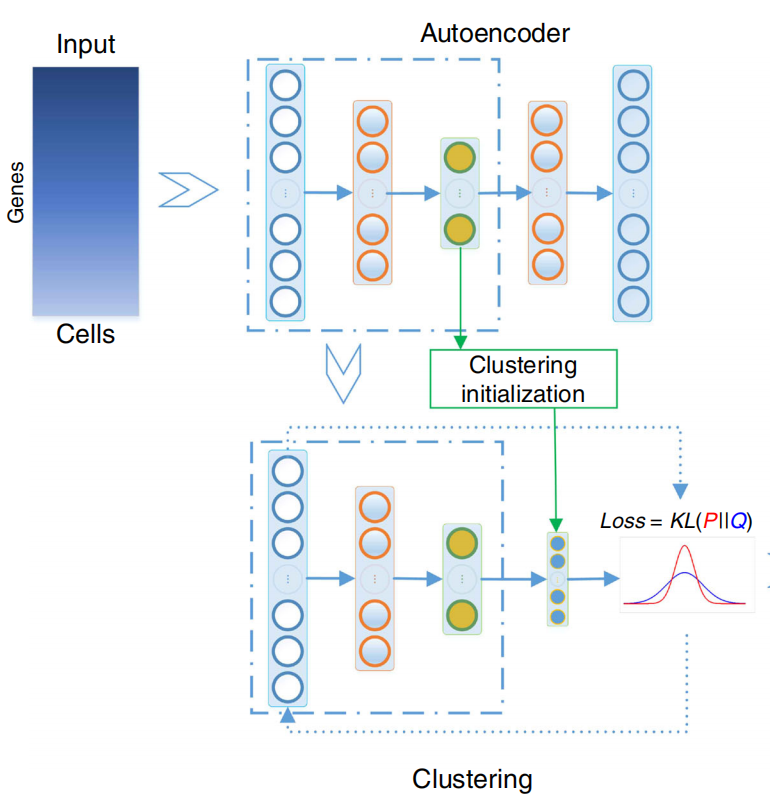 Input
Autoencoder
Genes
Cells
Clustering
initialization
Loss = KL(P||Q)
Clustering